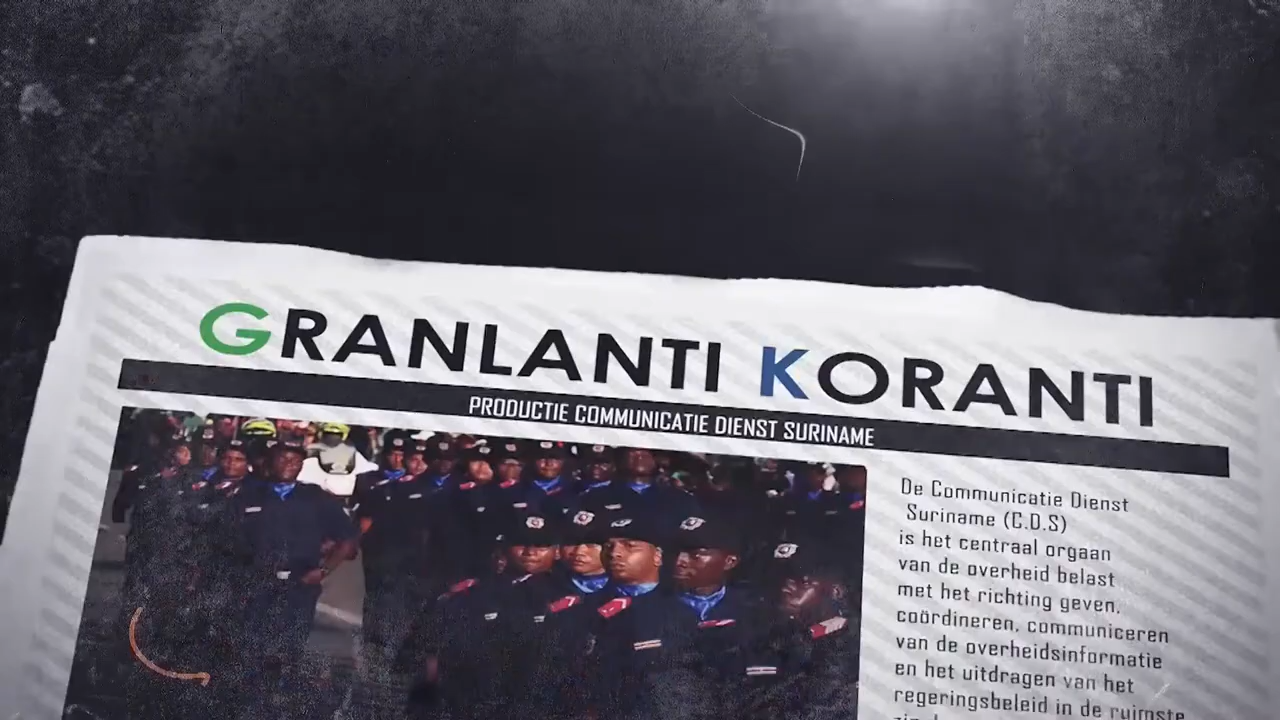 GRANLANTI KORANTI
PRODUCTIE COMMUNICATIE DIENST SURINAME
De Communicatie Dienst
Suriname (C.D.S)
is het centraal orgaan
van de overheid belast
met het richting geven,
coördineren, communiceren
van de overheidsinformatie
en het uitdragen van het
regeringsbeleid in de ruimste